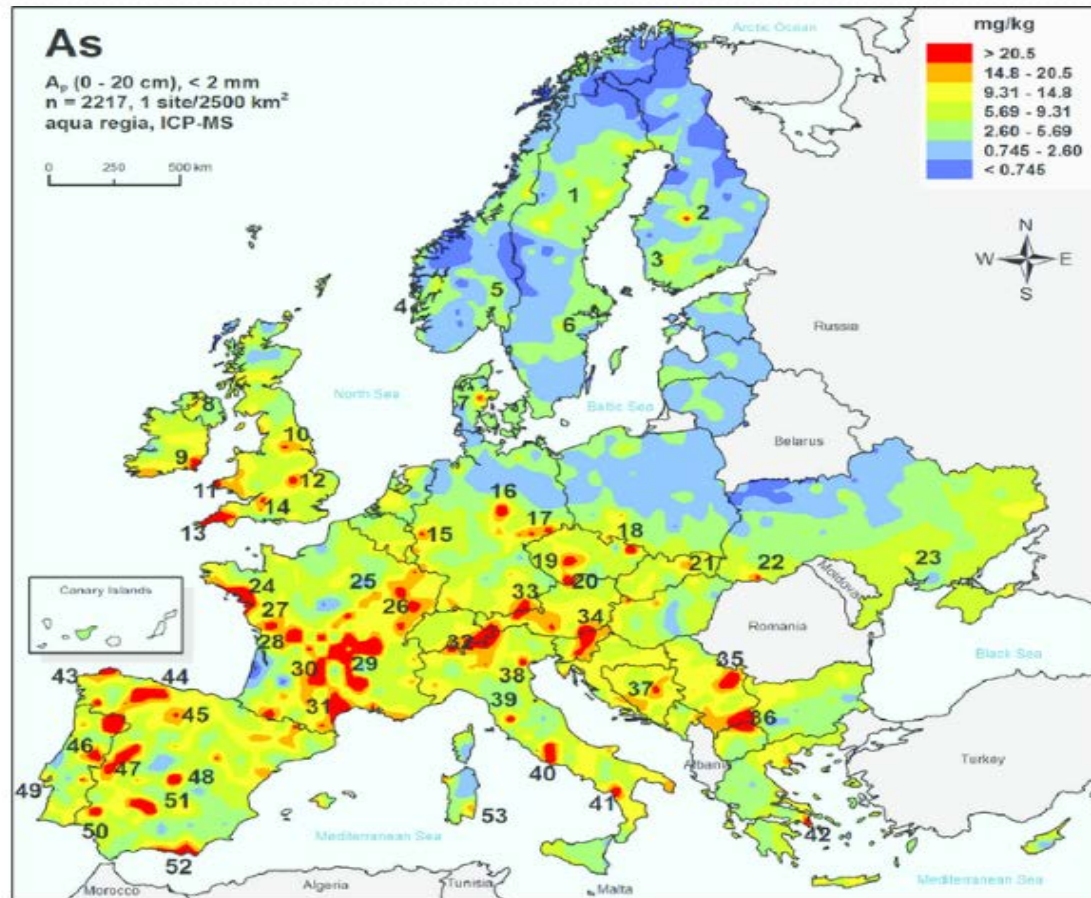 As
Aₚ (0 - 20 cm), < 2 mm
n = 2217, 1 site/2500 km²
aqua regia, ICP-MS
0 250 500 km
mg/kg
> 20.5
14.8 - 20.5
9.31 - 14.8
5.69 - 9.31
2.60 - 5.69
0.745 - 2.60
< 0.745
Arctic Ocean
N
W E
S
1
2
3
4
5
6
Russia
North Sea
7
Baltic Sea
8
9
10
Belarus
11
12
13
14
15
16
17
18
19
20
21
22
23
Moldova
Canary Islands
24
25
26
27
28
29
30
31
32
33
34
Romania
Black Sea
35
36
37
38
39
40
41
Albania
Turkey
42
43
44
45
46
47
48
49
50
51
52
53
Mediterranean Sea
Morocco
Algeria
Tunisia
Malta
Mediterranean Sea